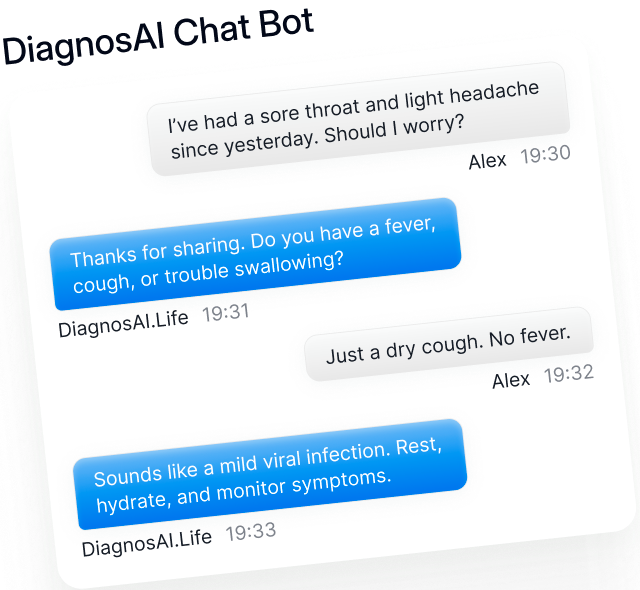 DiagnosAI Chat Bot
I’ve had a sore throat and light headache
since yesterday. Should I worry?
Alex 19:30
Thanks for sharing. Do you have a fever,
cough, or trouble swallowing?
DiagnosAI.Life 19:31
Just a dry cough. No fever.
Alex 19:32
Sounds like a mild viral infection. Rest,
hydrate, and monitor symptoms.
DiagnosAI.Life 19:33